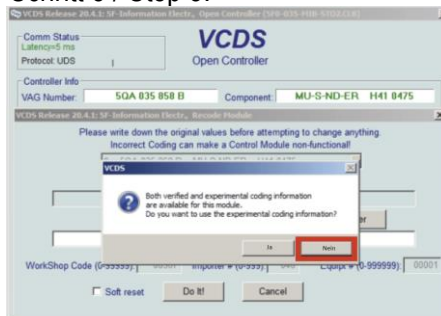 VCDS Release 20.4.1: 5F-Information Electr., Open Controller
Comm Status
Latency=5 ms
Protocol: UDS
VCDS
Open Controller
Controller Info
VAG Number: 5QA 035 858 B Component: MU-S-ND-ER H41 0475
VCDS Release 20.4.1: 5F-Information Electr., Recode Module
Please write down the original values before attempting to change anything.
Incorrect Coding can make a Control Module non-functional!
VCDS
Both verified and experimental coding information
are available for this module.
Do you want to use the experimental coding information?
Ja Nein
WorkShop Code (0-99999): Importer # (0-999): Equipt # (0-999999): 00001
Soft reset Do It! Cancel